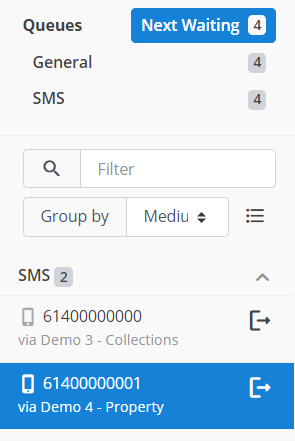 Queues
Next Waiting 4
General 4
SMS 4
Filter
Group by Mediu
SMS 2
61400000000
via Demo 3 - Collections
61400000001
via Demo 4 - Property